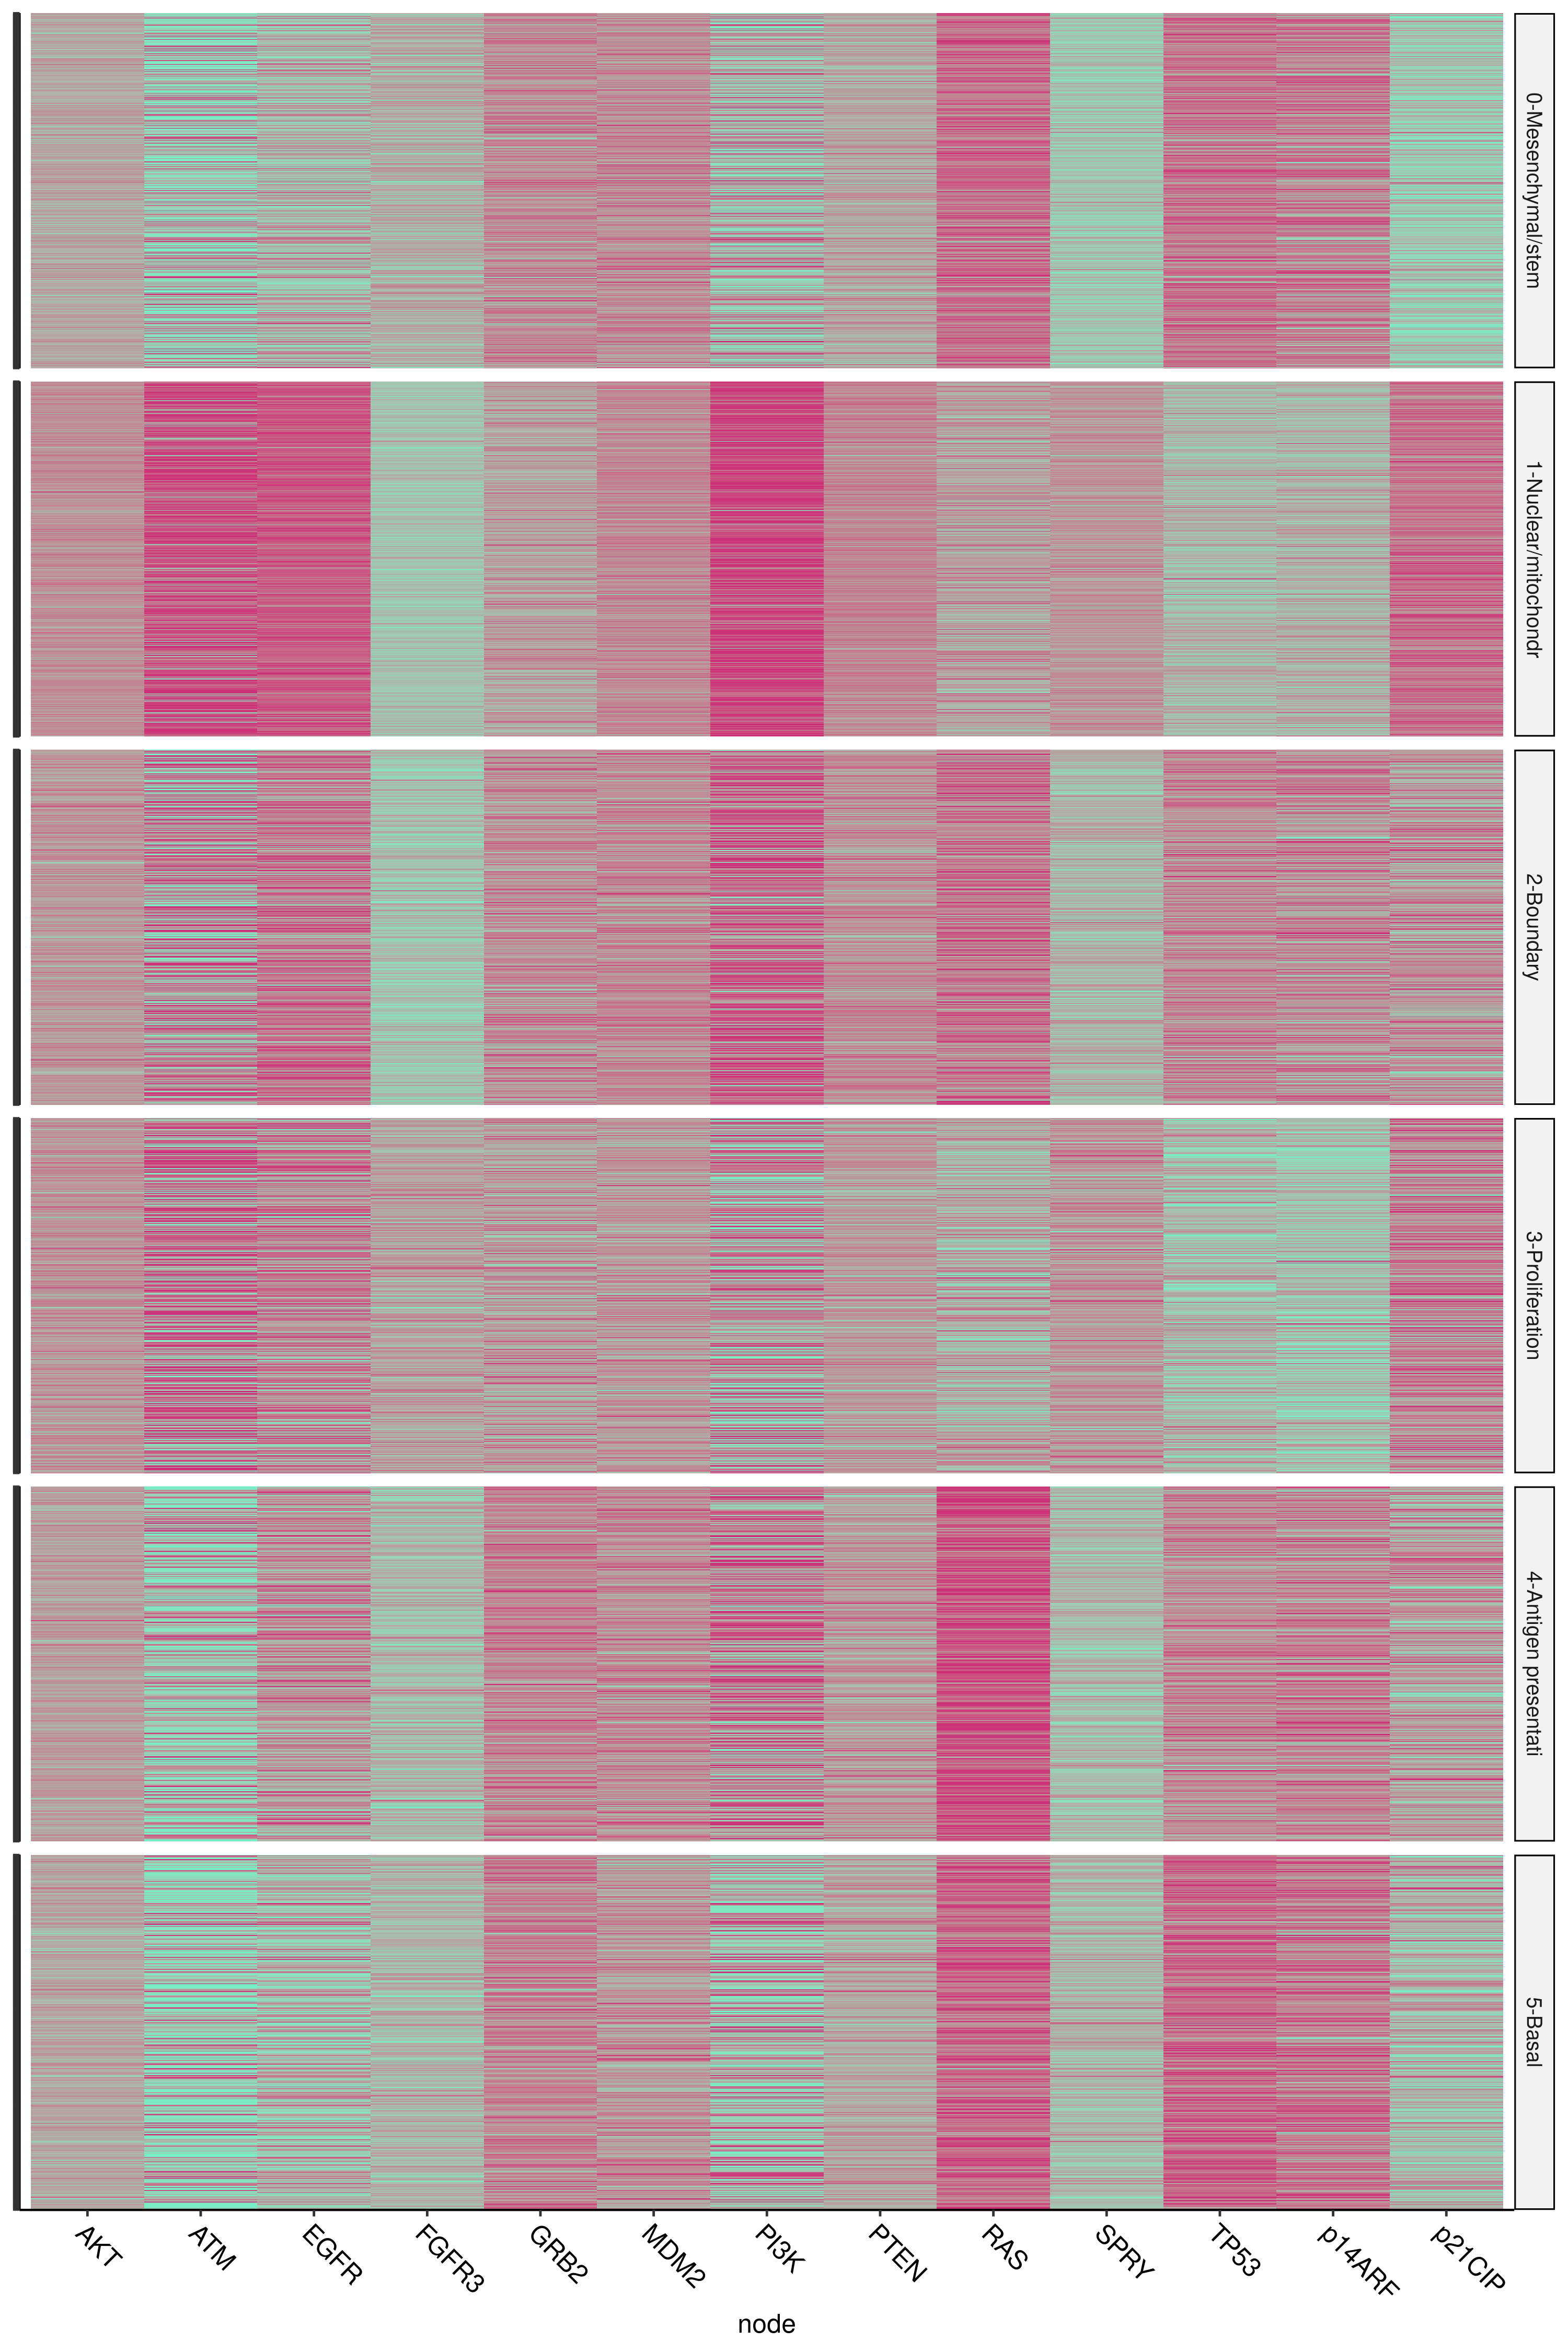 0-Mesenchymal/stem
1-Nuclear/mitochondr
2-Boundary
3-Proliferation
4-Antigen presentati
5-Basal
AKT
ATM
EGFR
FGFR3
GRB2
MDM2
PI3K
PTEN
RAS
SPRY
TP53
p14ARF
p21CIP
node